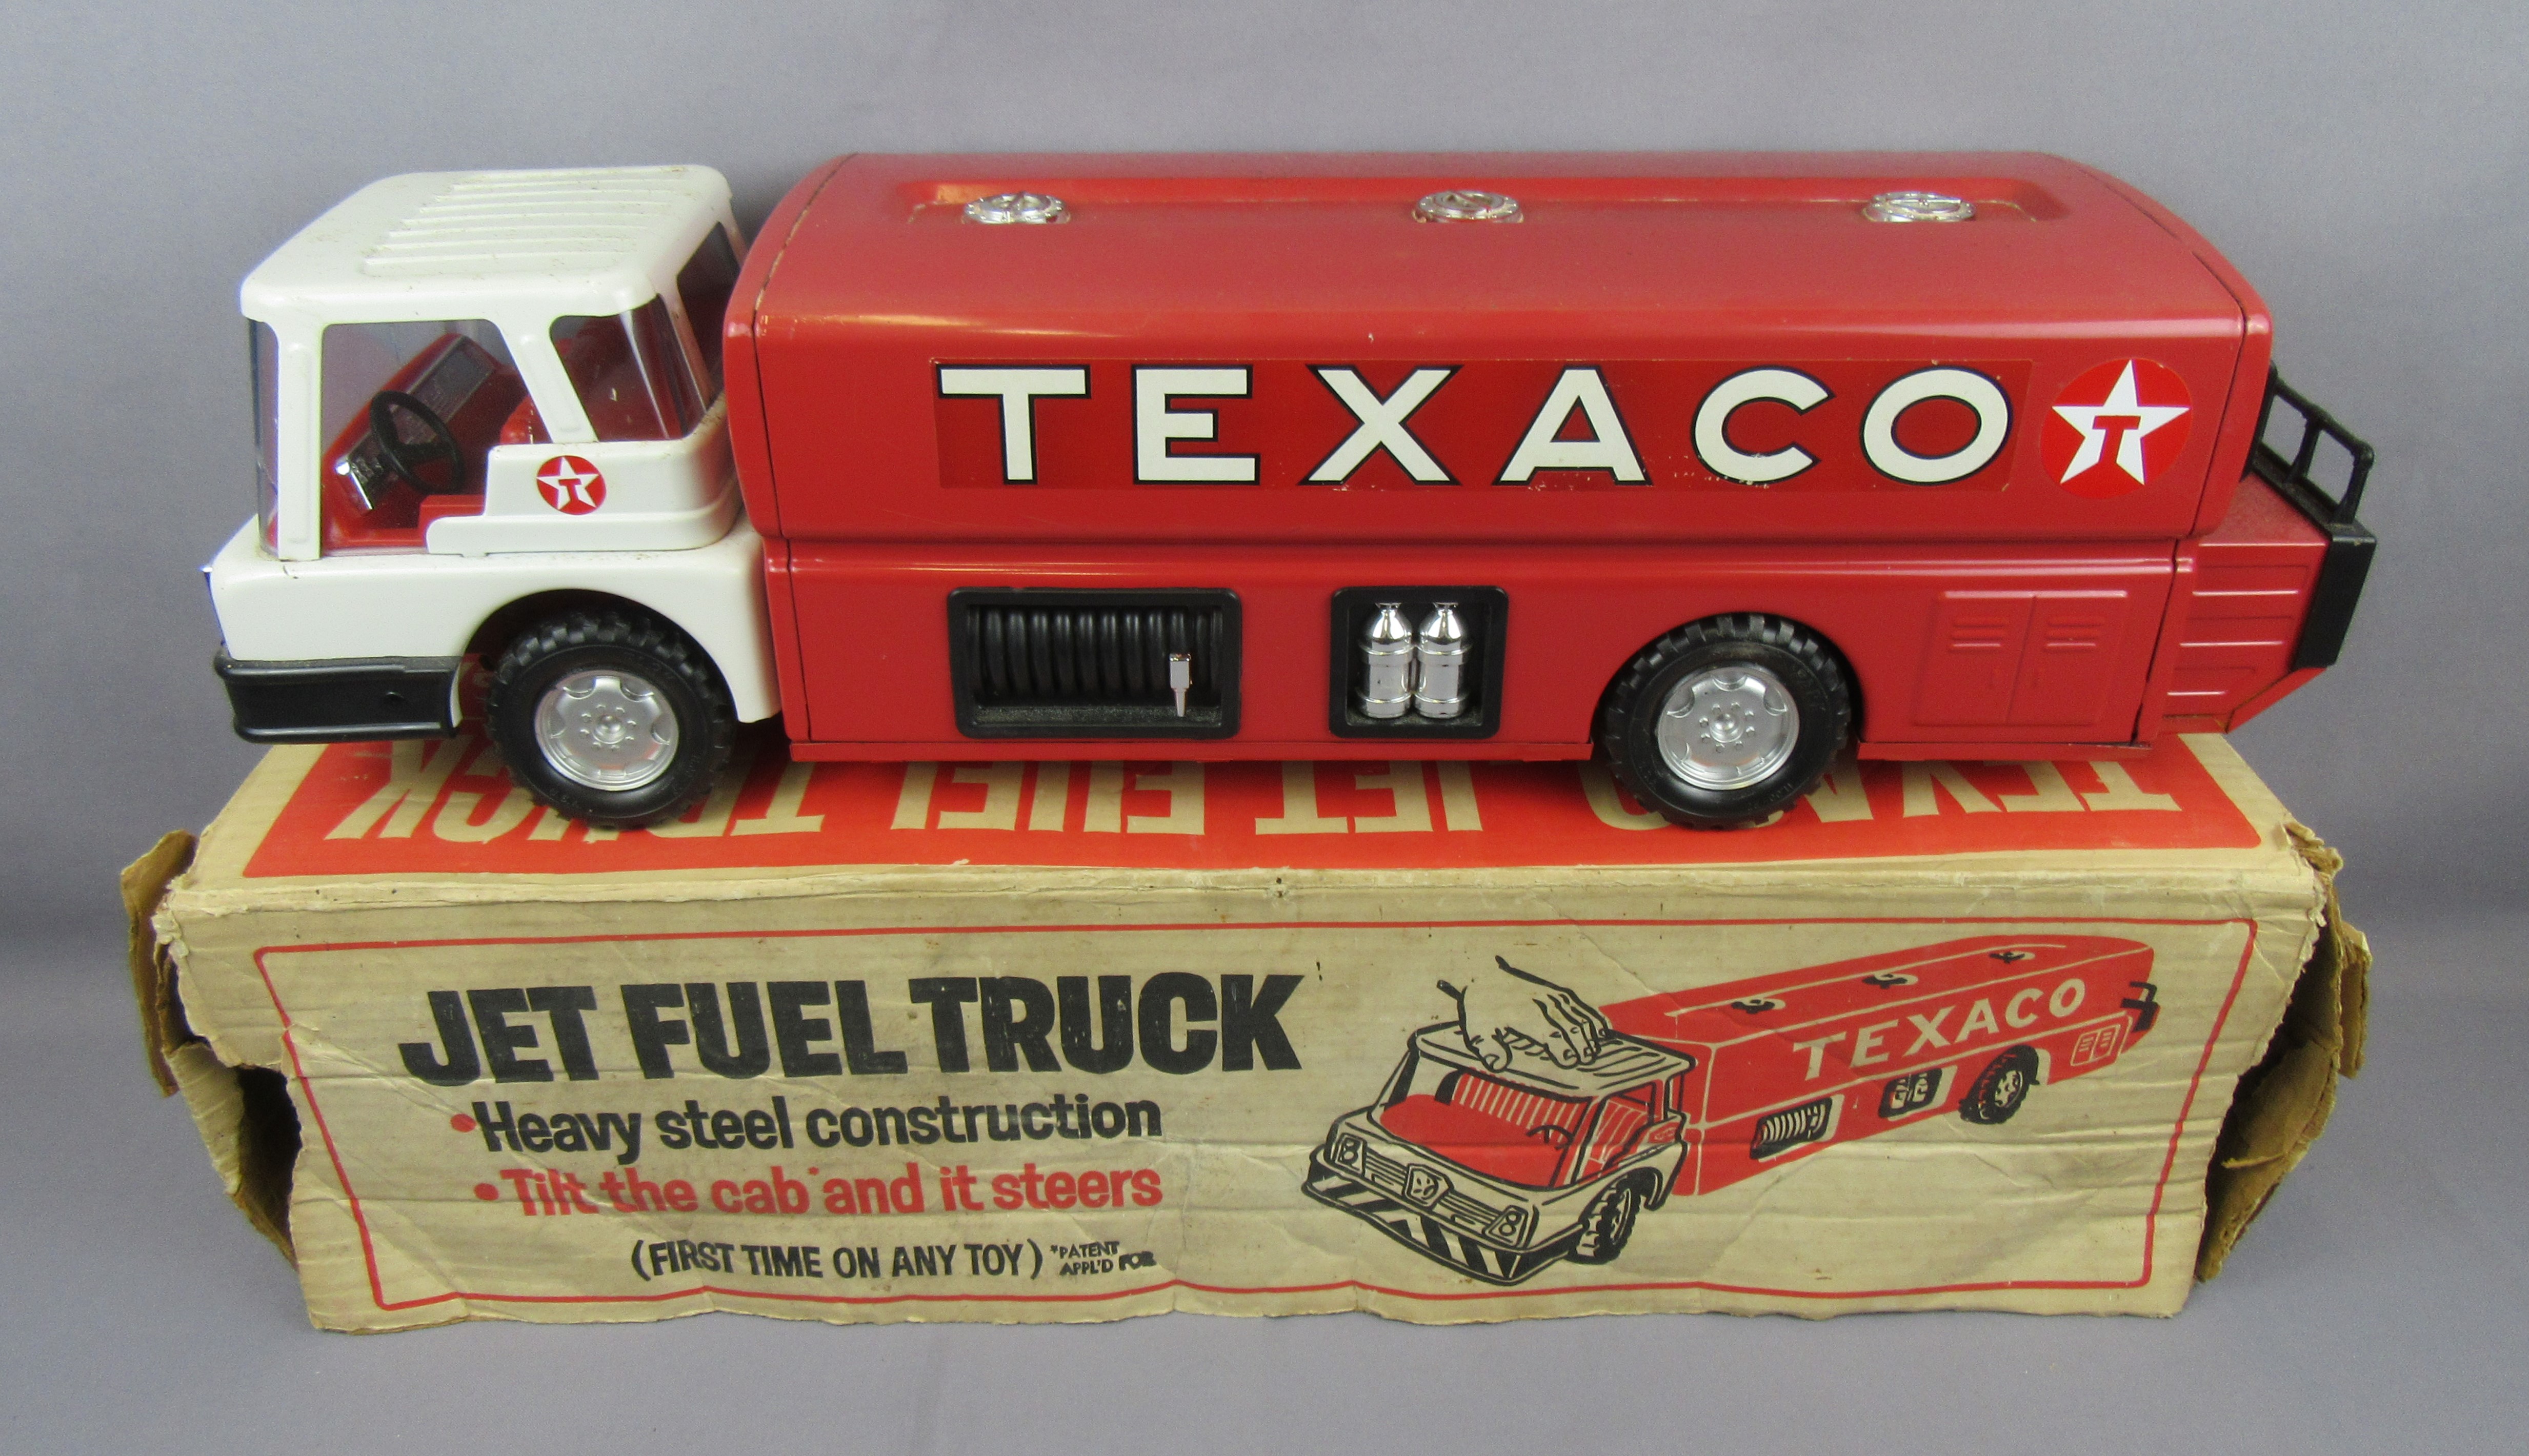 TEXACO
T
T
TEXACO JET FUEL TRUCK
JET FUEL TRUCK
•Heavy steel construction
•Tilt the cab*and it steers
(FIRST TIME ON ANY TOY) *PATENT
APPL'D FOR
TEXACO